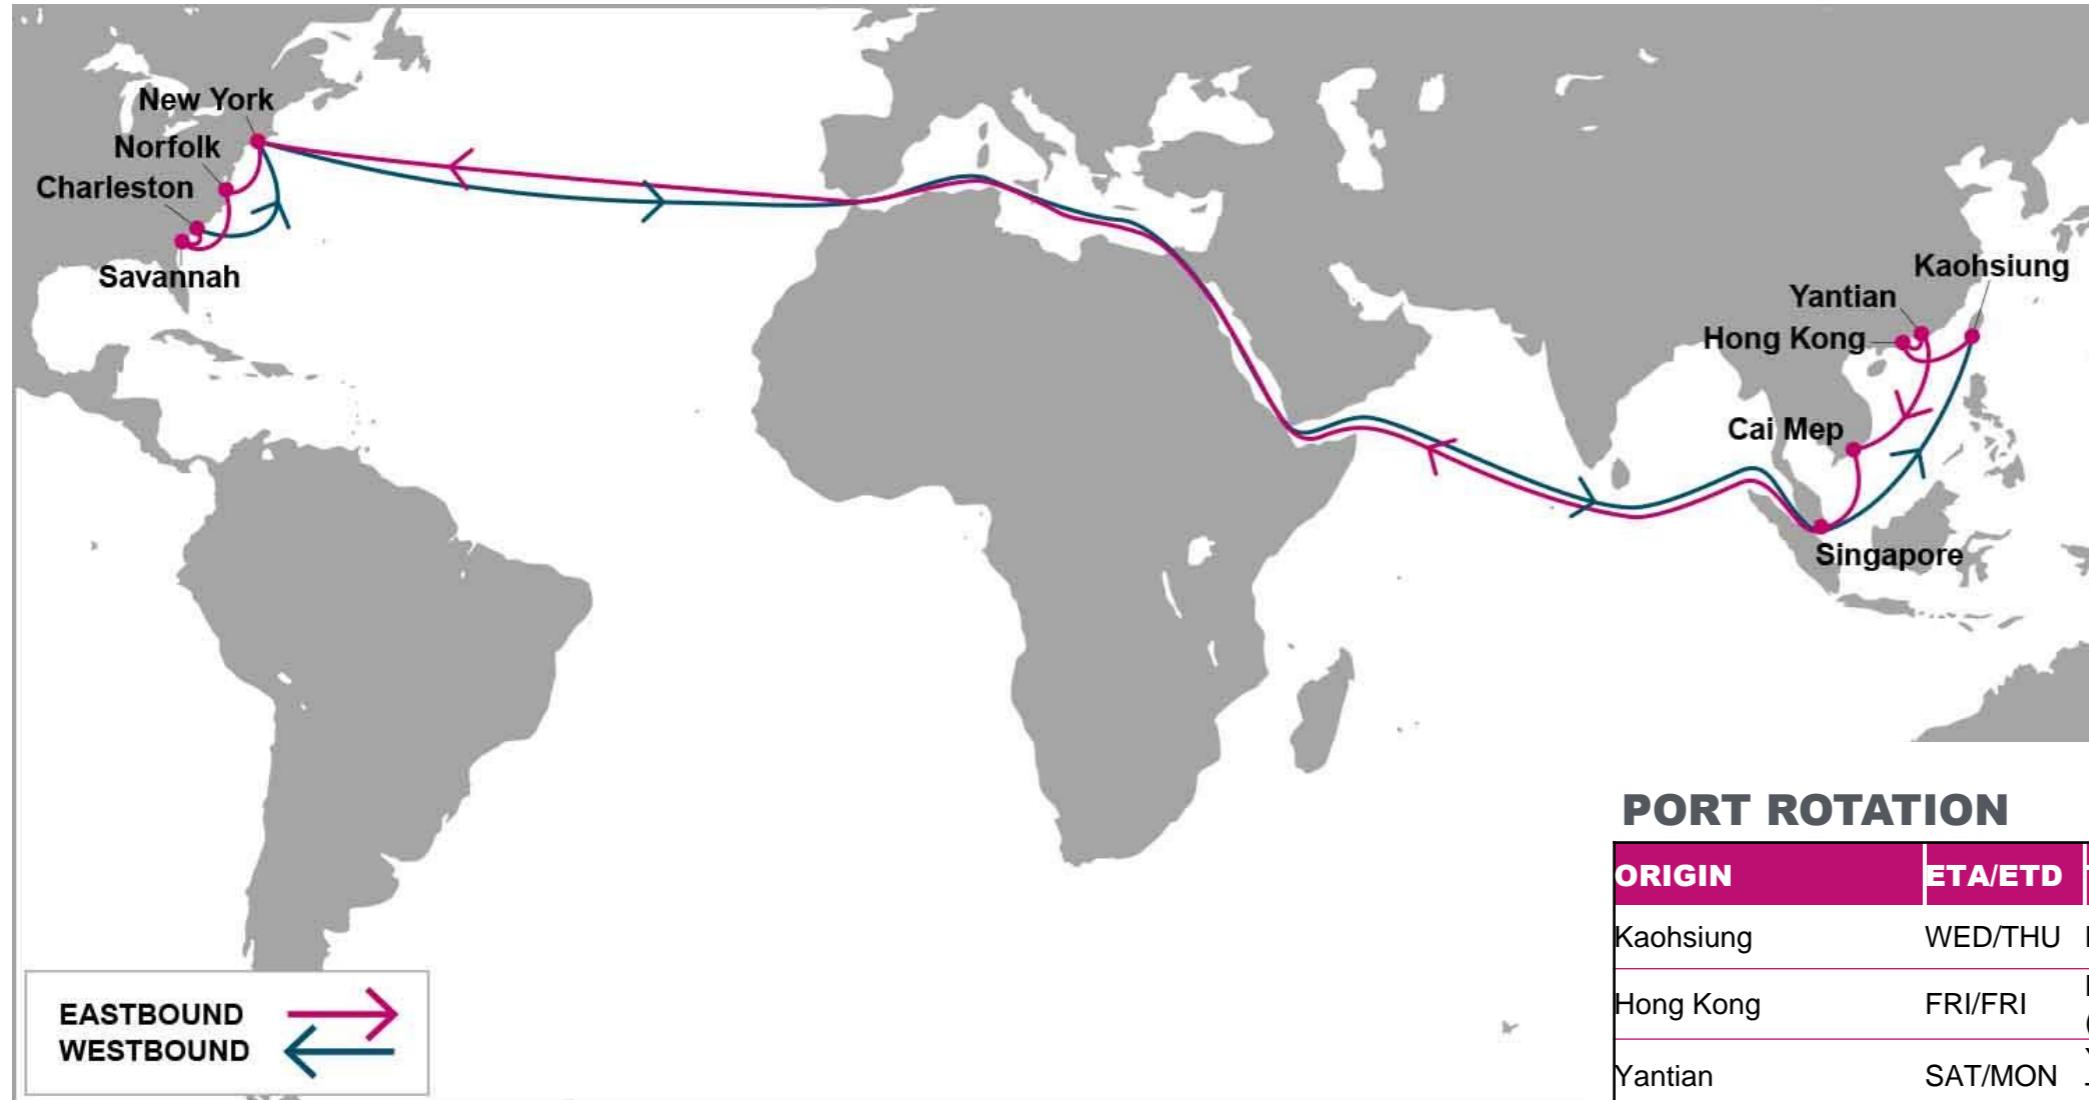 New York
Norfolk
Charleston
Savannah
Kaohsiung
Yantian
Hong Kong
Cai Mep
Singapore
EASTBOUND
WESTBOUND
PORT ROTATION
ORIGIN ETA/ETD
Kaohsiung WED/THU
Hong Kong FRI/FRI
Yantian SAT/MON